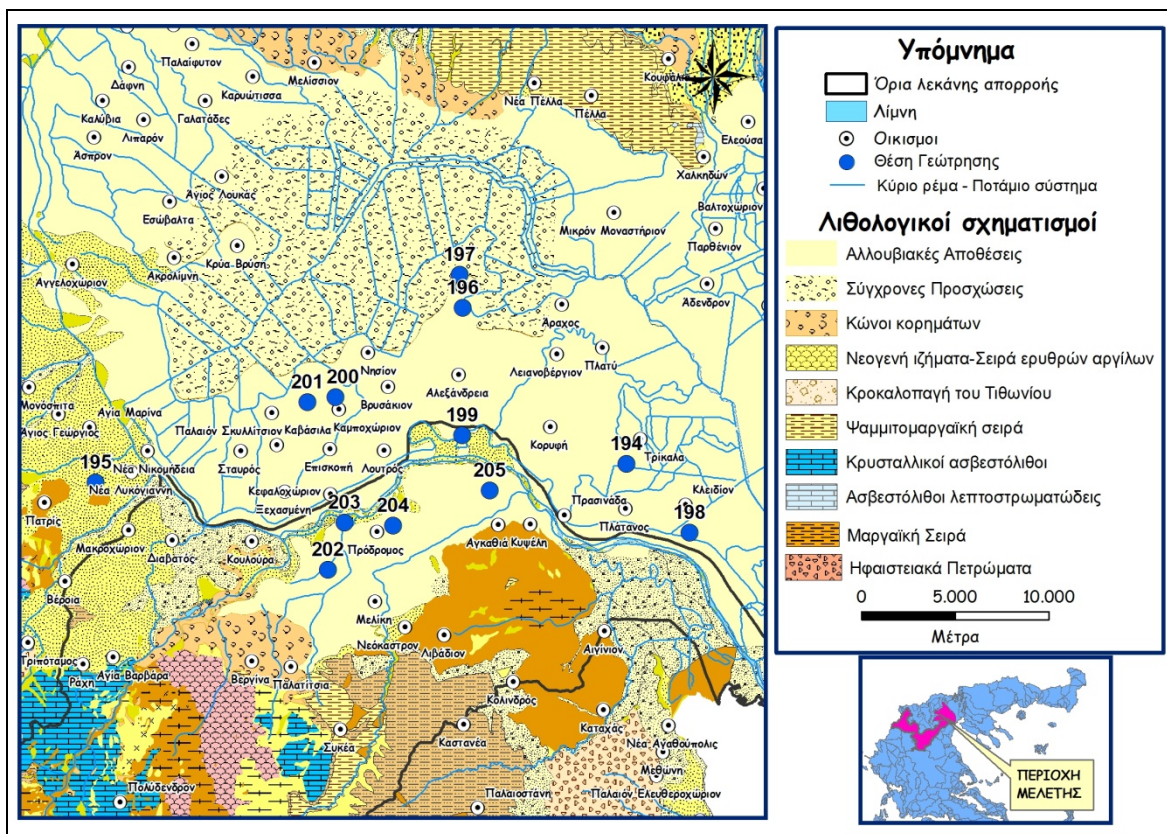 Παλαίφυτον
Μελίσσιον
Δάφνη
Καρυώτισσα
Νέα Πέλλα
Πέλλα
Καλύβια
Γαλατάδες
Λιπαρόν
Ελεούσα
Άσπρον
Χαλκηδών
Άγιος Λουκάς
Εσώβαλτα
Βαλτοχώριον
Μικρόν Μοναστήριον
Παρθένιον
Κρύα Βρύση
Ακρολίμνη
Αγγελοχώριον
197
196
Άδενδρον
Άραχος
Νησίον
Πλατύ
Λειανοβέργιον
Αλεξάνδρεια
Βρυσάκιον
201
200
Μονόσπιτα
Αγία Μαρίνα
Άγιος Γεώργιος
Παλαιόν Σκυλλίτσιον
Καβάσιλα
Καμποχώριον
199
Κορυφή
194
Τρίκαλα
Σταυρός
Επισκοπή
Λουτρός
Νέα Νικομήδεια
195
Νέα Λυκογιάννη
Κεφαλοχώριον
Ξεχασμένη
205
Κλειδίον
Πρασινάδα
Πλάτανος
198
Πατρίς
Μακροχώριον
Διαβατός
Κουλούρα
203
204
Πρόδρομος
Αγκαθιά
Κυψέλη
202
Βέροια
Μελίκη
Νεόκαστρον
Λιβάδιον
Αιγίνιον
Τριπόταμος
Ράχη
Αγία Βαρβάρα
Βεργίνα
Παλατίτσια
Κολινδρός
Συκέα
Καστανέα
Καταχάς
Νέα Αγαθούπολις
Μεθώνη
Πολύδενδρον
Παλαιοστάνη
Παλαιόν Ελευθεροχώριον
Υπόμνημα
Όρια λεκάνης απορροής
Λίμνη
Οικισμοί
Θέση Γεώτρησης
Κύριο ρέμα - Ποτάμιο σύστημα
Λιθολογικοί σχηματισμοί
Αλλουβιακές Αποθέσεις
Σύγχρονες Προσχώσεις
Κώνοι κορημάτων
Νεογενή ιζήματα-Σειρά ερυθρών αργίλων
Κροκαλοπαγή του Τιθωνίου
Ψαμμιτομαργαϊκή σειρά
Κρυσταλλικοί ασβεστόλιθοι
Ασβεστόλιθοι λεπτοστρωματώδεις
Μαργαϊκή Σειρά
Ηφαιστειακά Πετρώματα
0 5.000 10.000
Μέτρα
ΠΕΡΙΟΧΗ
ΜΕΛΕΤΗΣ